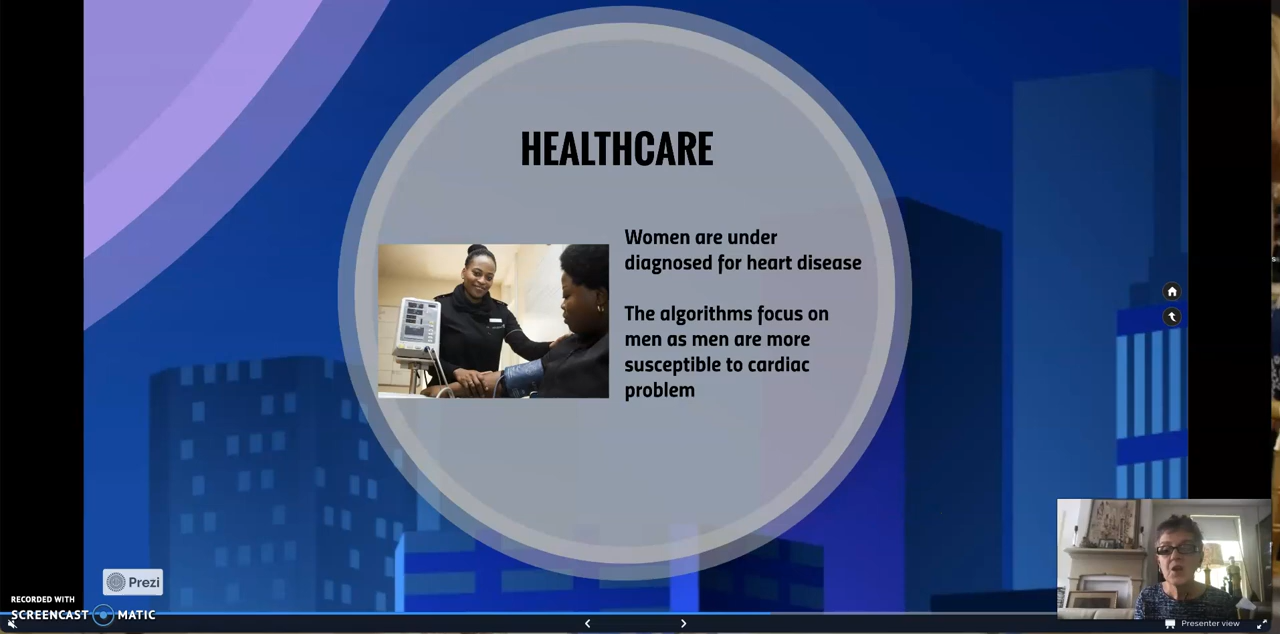 HEALTHCARE
Women are under
diagnosed for heart disease
The algorithms focus on
men as men are more
susceptible to cardiac
problem
Prezi
RECORDED WITH
SCREENCAST MATIC
Presenter view